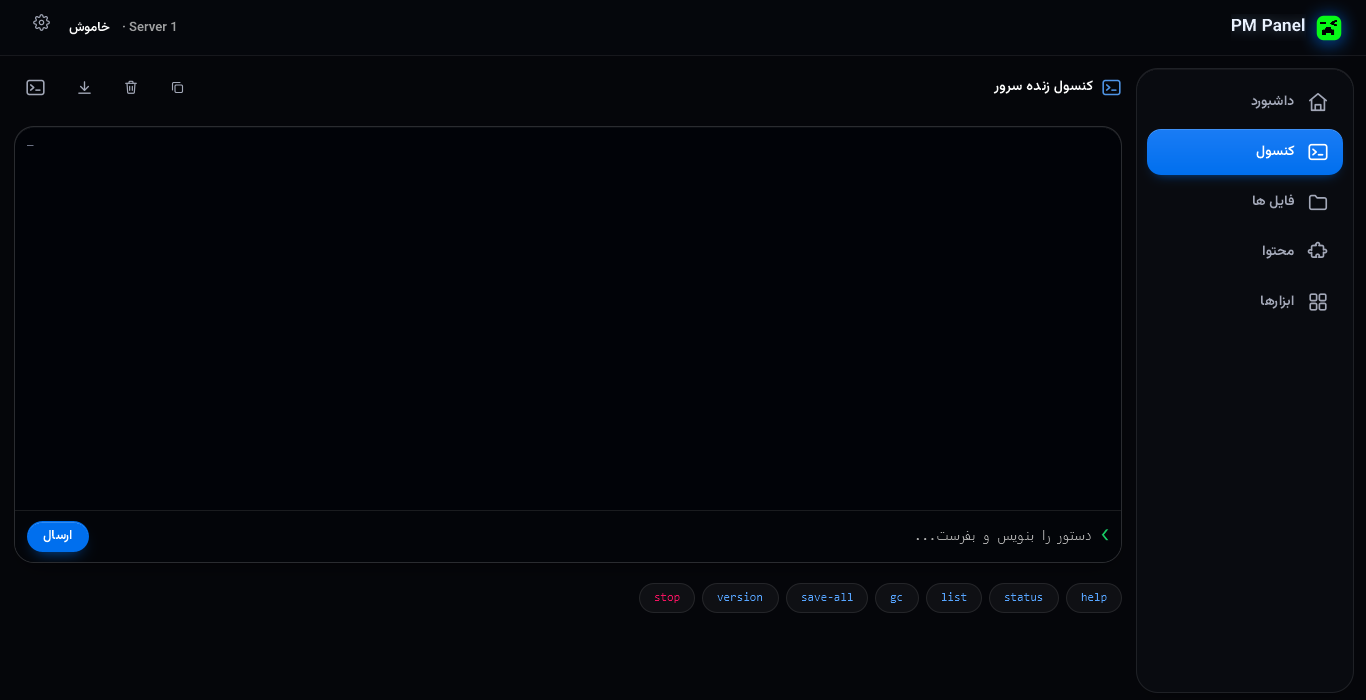 PM Panel
خاموش · Server 1
داشبورد
کنسول
فایل ها
محتوا
ابزارها
کنسول زنده سرور
_
دستور را بنویس و بفرست...
ارسال
help
status
list
gc
save-all
version
stop